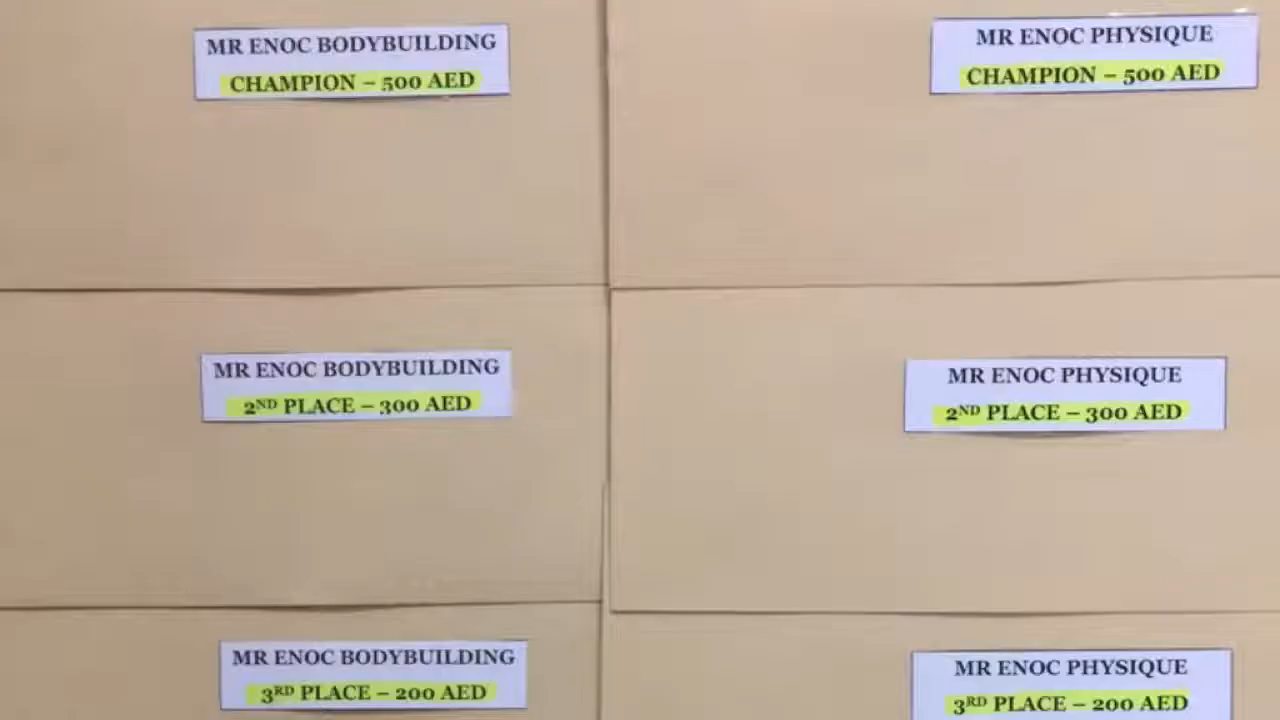 MR ENOC BODYBUILDING
CHAMPION – 500 AED
MR ENOC PHYSIQUE
CHAMPION – 500 AED
MR ENOC BODYBUILDING
2ND PLACE – 300 AED
MR ENOC PHYSIQUE
2ND PLACE – 300 AED
MR ENOC BODYBUILDING
3RD PLACE – 200 AED
MR ENOC PHYSIQUE
3RD PLACE – 200 AED